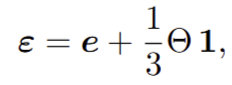 ε = e + 1/3 Θ 1,